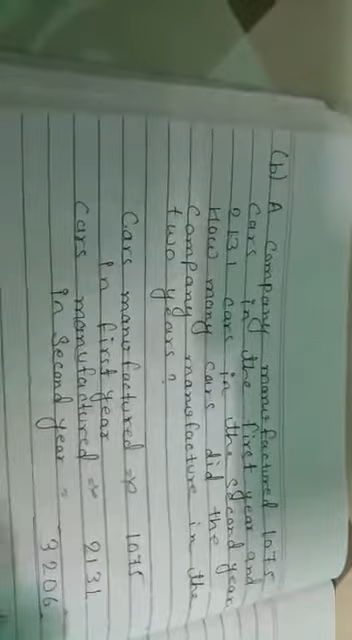 (b) A Company manufactured 1075
cars in the first year and
2131 cars in the second year
How many cars did the
Company manufacture in the
two years?
Cars manufactured => 1075
in first year
Cars manufactured => 2131
in Second year = 3206